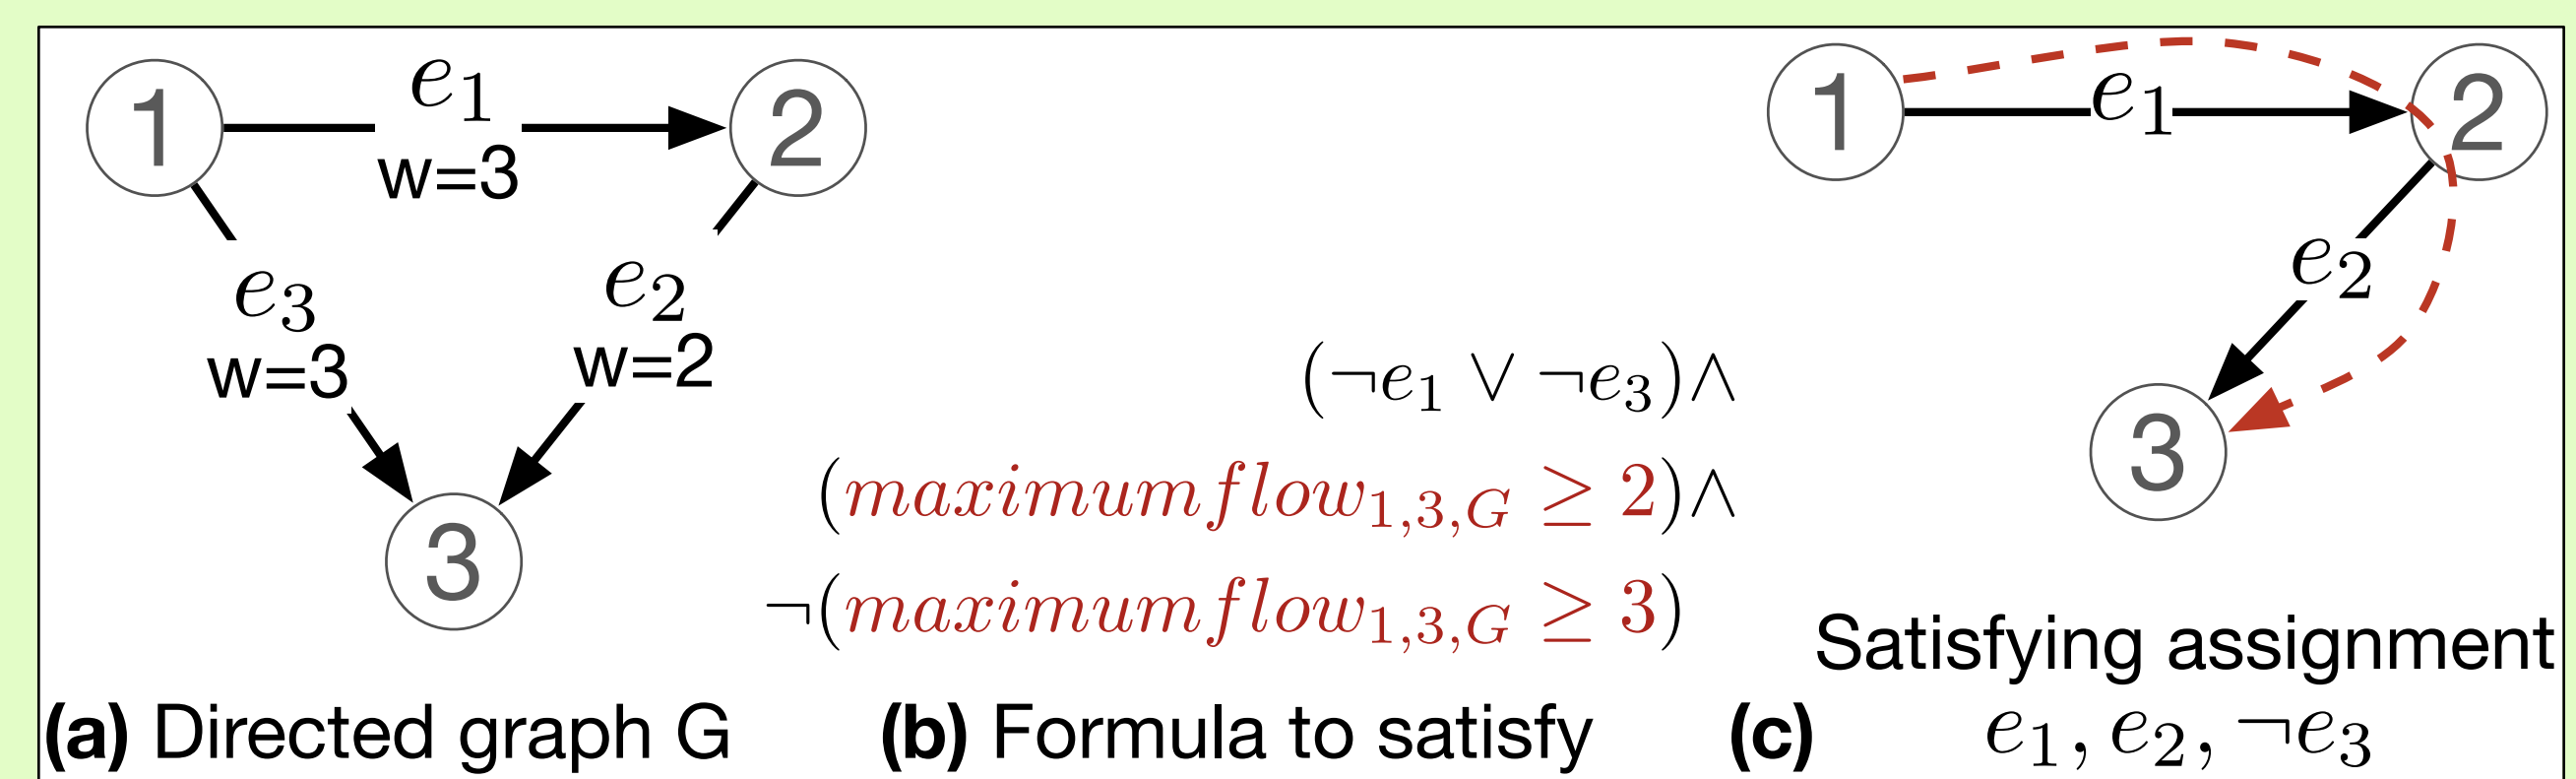 1
e₁
w=3
2
e₃
w=3
e₂
w=2
3
(a) Directed graph G
(¬e₁ ∨ ¬e₃)∧
(maximumflow₁,₃,G ≥ 2)∧
¬(maximumflow₁,₃,G ≥ 3)
(b) Formula to satisfy
1
e₁
2
e₂
3
Satisfying assignment
(c) e₁, e₂, ¬e₃